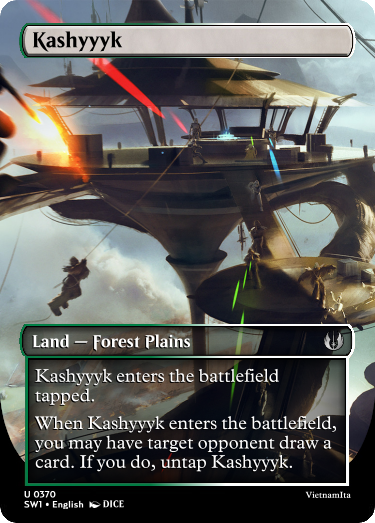 Kashyyyk
Land — Forest Plains
Kashyyyk enters the battlefield
tapped.
When Kashyyyk enters the battlefield,
you may have target opponent draw a
card. If you do, untap Kashyyyk.
U 0370
SW1 • English DICE
VietnamIta